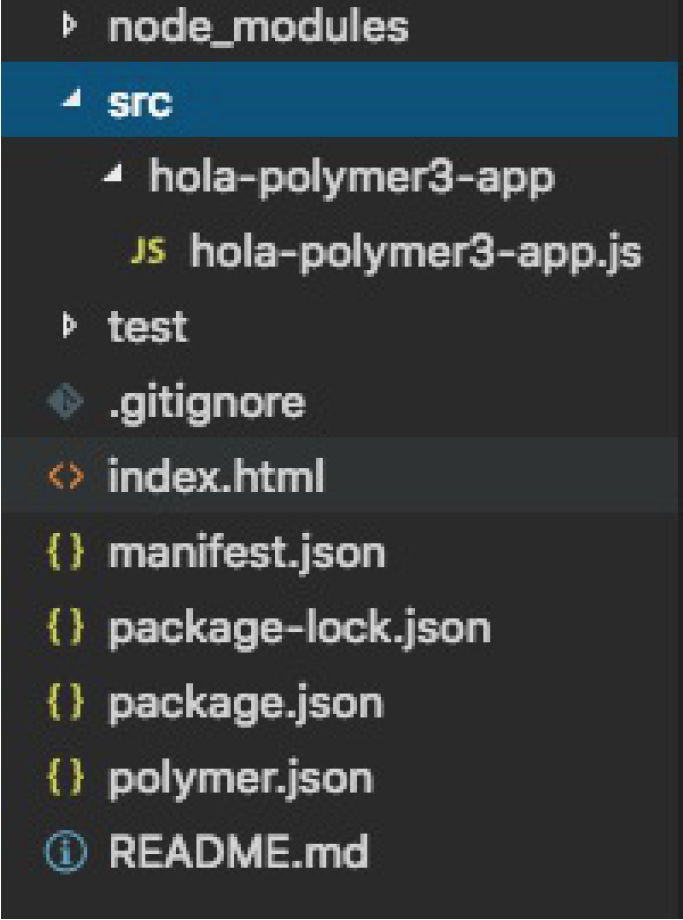 node_modules
src
hola-polymer3-app
JS hola-polymer3-app.js
test
.gitignore
<> index.html
{} manifest.json
{} package-lock.json
{} package.json
{} polymer.json
README.md